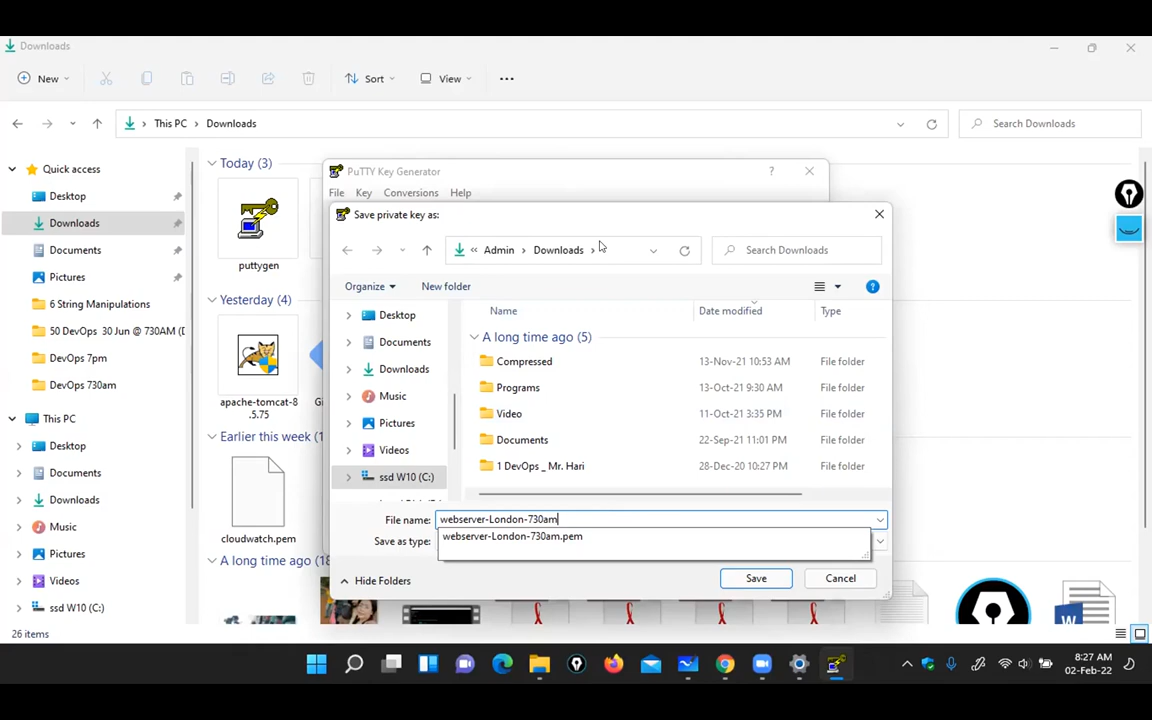 Downloads
New
Sort
View
This PC
Downloads
Search Downloads
Quick access
Desktop
Downloads
Documents
Pictures
6 String Manipulations
50 DevOps 30 Jun @ 730AM (D
DevOps 7pm
DevOps 730am
This PC
Desktop
Documents
Downloads
Music
Pictures
Videos
ssd W10 (C:)
Today (3)
puttygen
Yesterday (4)
apache-tomcat-8
.5.75
Gi
Earlier this week (1
cloudwatch.pem
A long time ago (18
PuTTY Key Generator
?
File
Key
Conversions
Help
Save private key as:
«
Admin
Downloads
Search Downloads
Organize
New folder
?
Desktop
Documents
Downloads
Music
Pictures
Videos
ssd W10 (C:)
Name
Date modified
Type
A long time ago (5)
Compressed 13-Nov-21 10:53 AM File folder
Programs 13-Oct-21 9:30 AM File folder
Video 11-Oct-21 3:35 PM File folder
Documents 22-Sep-21 11:01 PM File folder
1 DevOps _ Mr. Hari 28-Dec-20 10:27 PM File folder
File name: webserver-London-730am
webserver-London-730am.pem
Save as type:
Hide Folders
Save
Cancel
26 items
8:27 AM
02-Feb-22